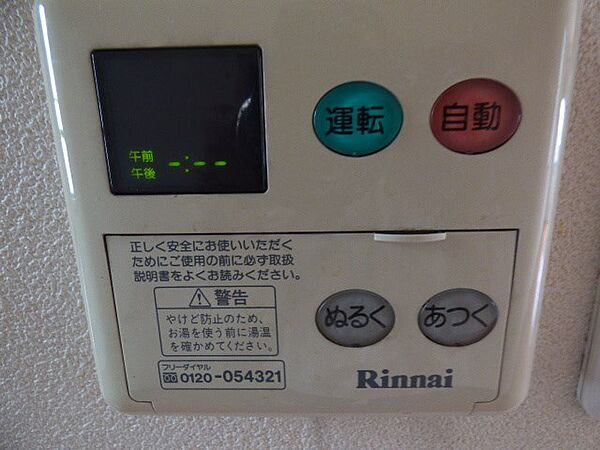 運転
自動
午前
午後
-:--
正しく安全にお使いいただく
ためにご使用の前に必ず取扱
説明書をよくお読みください。
警告
やけど防止のため、
お湯を使う前に湯温
を確かめてください。
フリーダイヤル
0120-054321
ぬるく
あつく
Rinnai